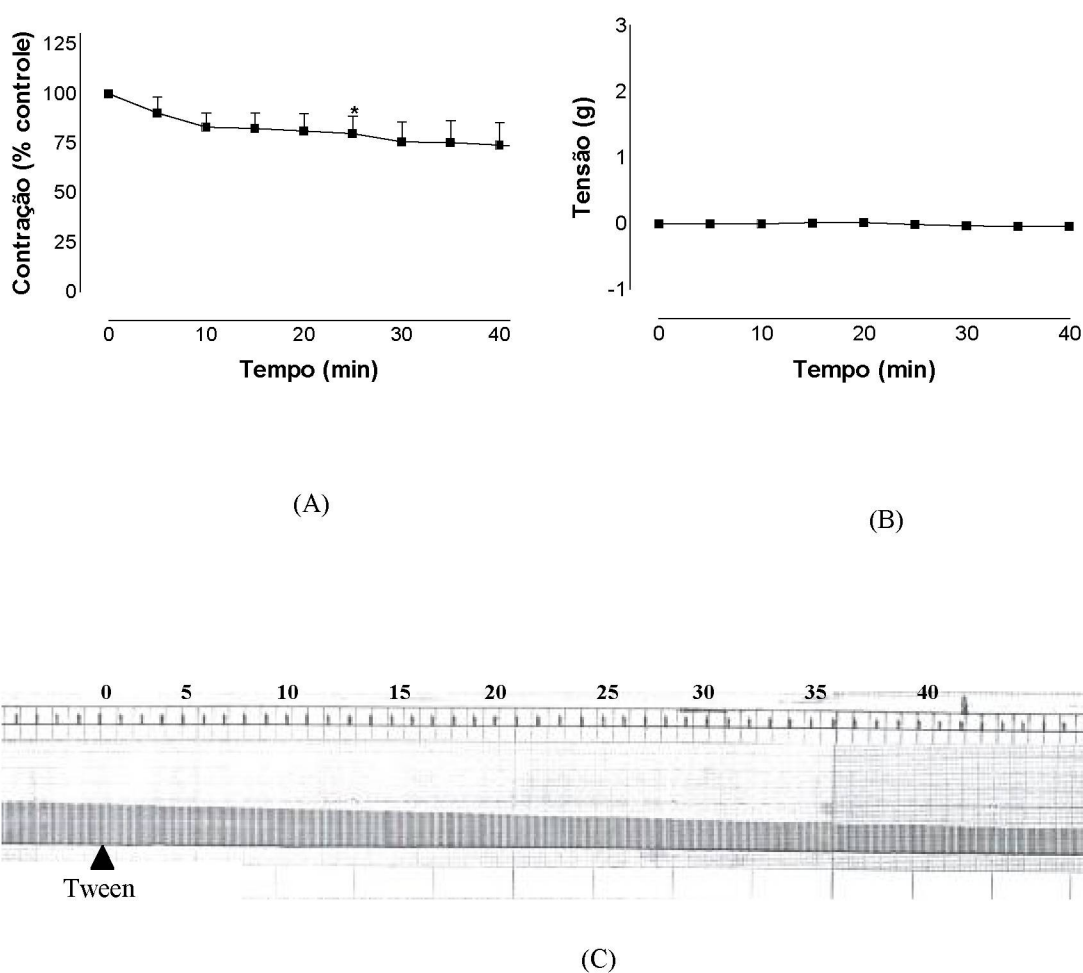 Contração (% controle)
125
100
75
50
25
0
*
0 10 20 30 40
Tempo (min)
(A)
Tensão (g)
3
2
1
0
-1
0 10 20 30 40
Tempo (min)
(B)
0 5 10 15 20 25 30 35 40
Tween
(C)